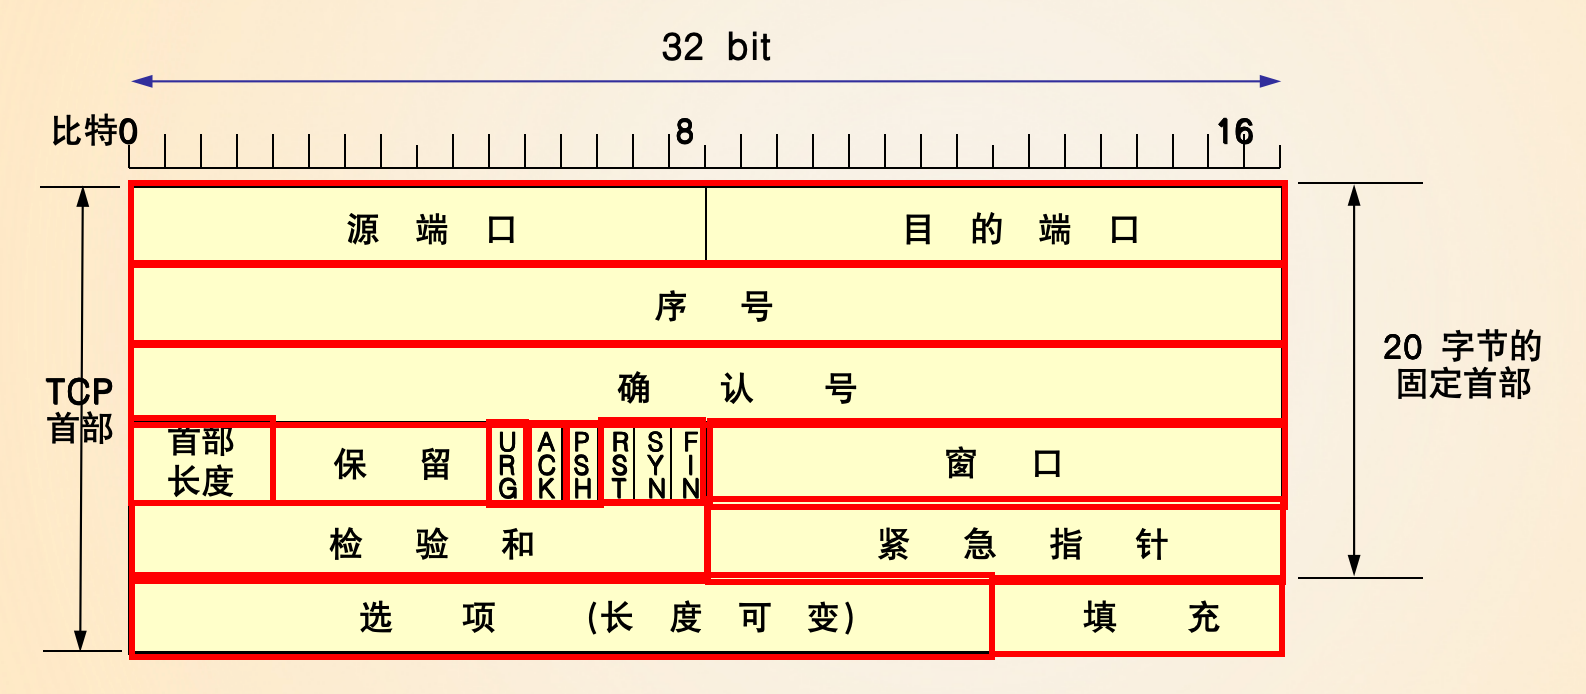 32 bit
比特0 8 16
源端口 目的端口
序号
确认号
TCP
首部
20 字节的
固定首部
首部
长度
保留
URG
ACK
PSH
RST
SYN
FIN
窗口
检验和 紧急指针
选项 (长度可变) 填充